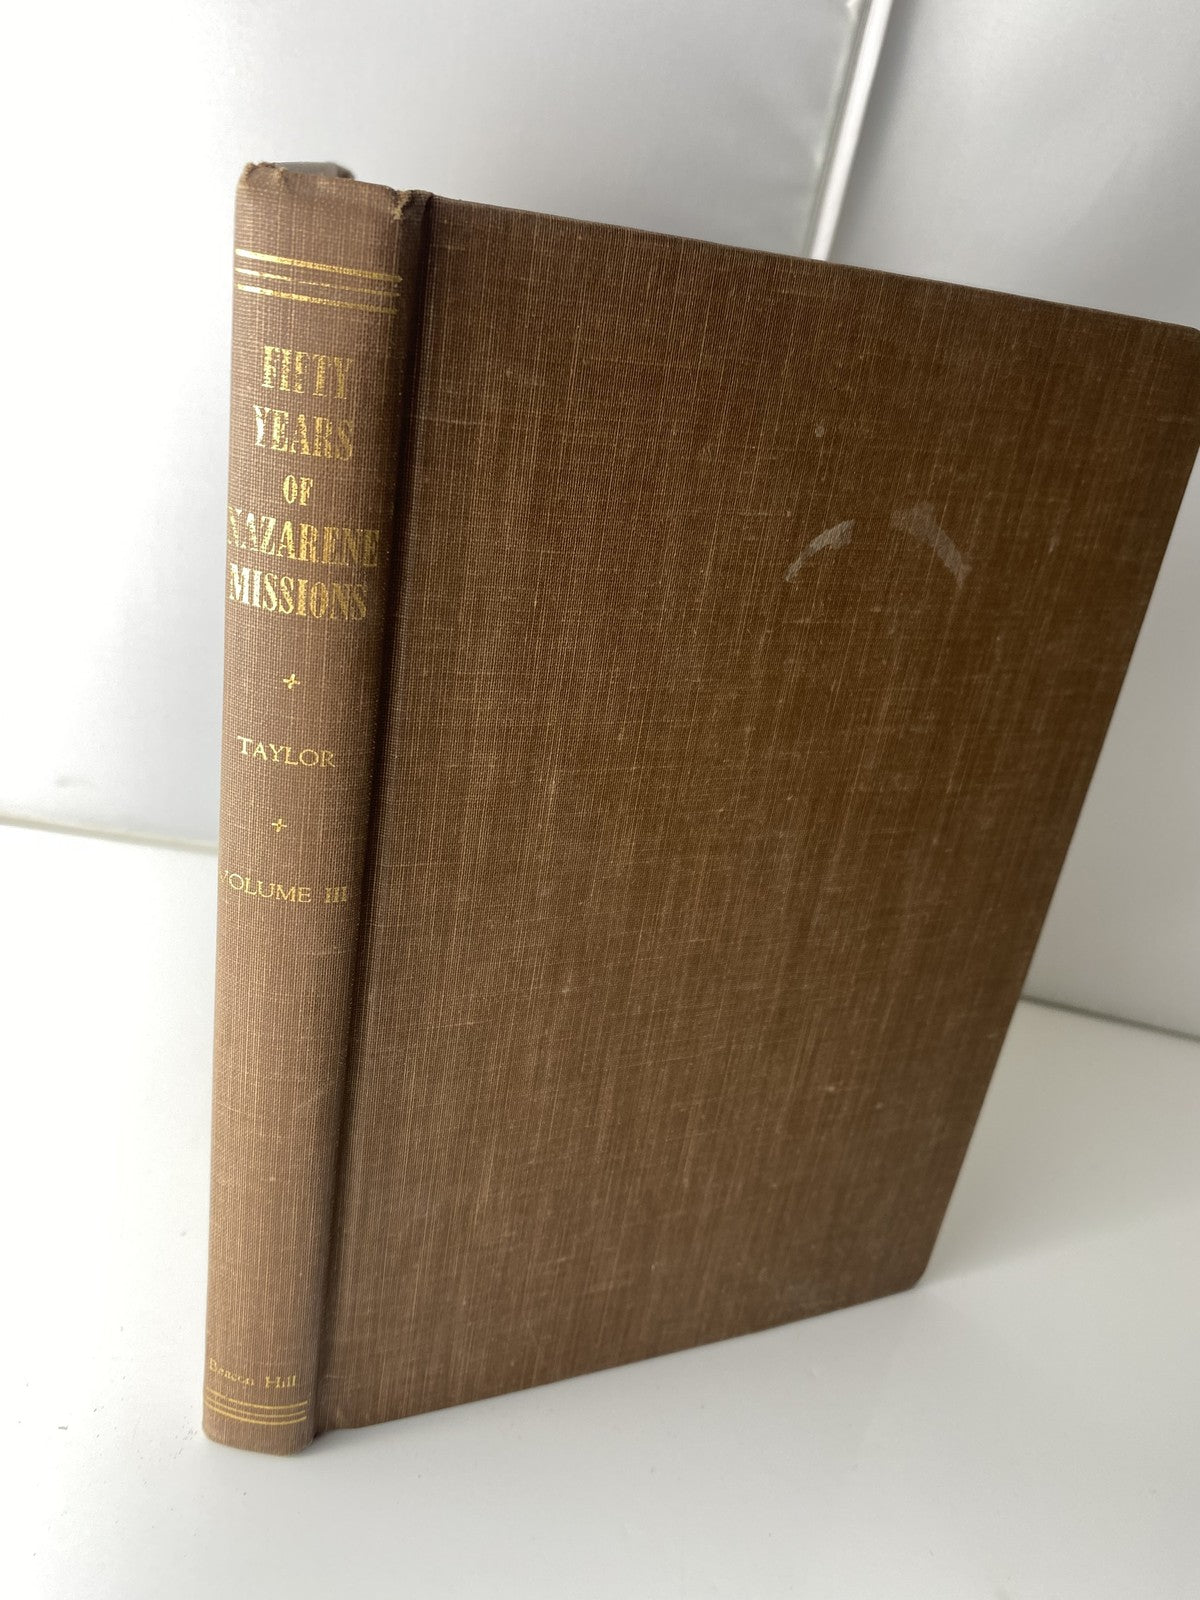 FIFTY
YEARS
OF
NAZARENE
MISSIONS
TAYLOR
VOLUME III
Beacon Hill